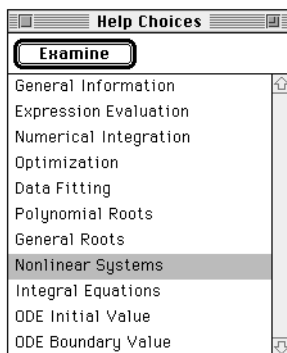 Help Choices
Examine
General Information
Expression Evaluation
Numerical Integration
Optimization
Data Fitting
Polynomial Roots
General Roots
Nonlinear Systems
Integral Equations
ODE Initial Value
ODE Boundary Value